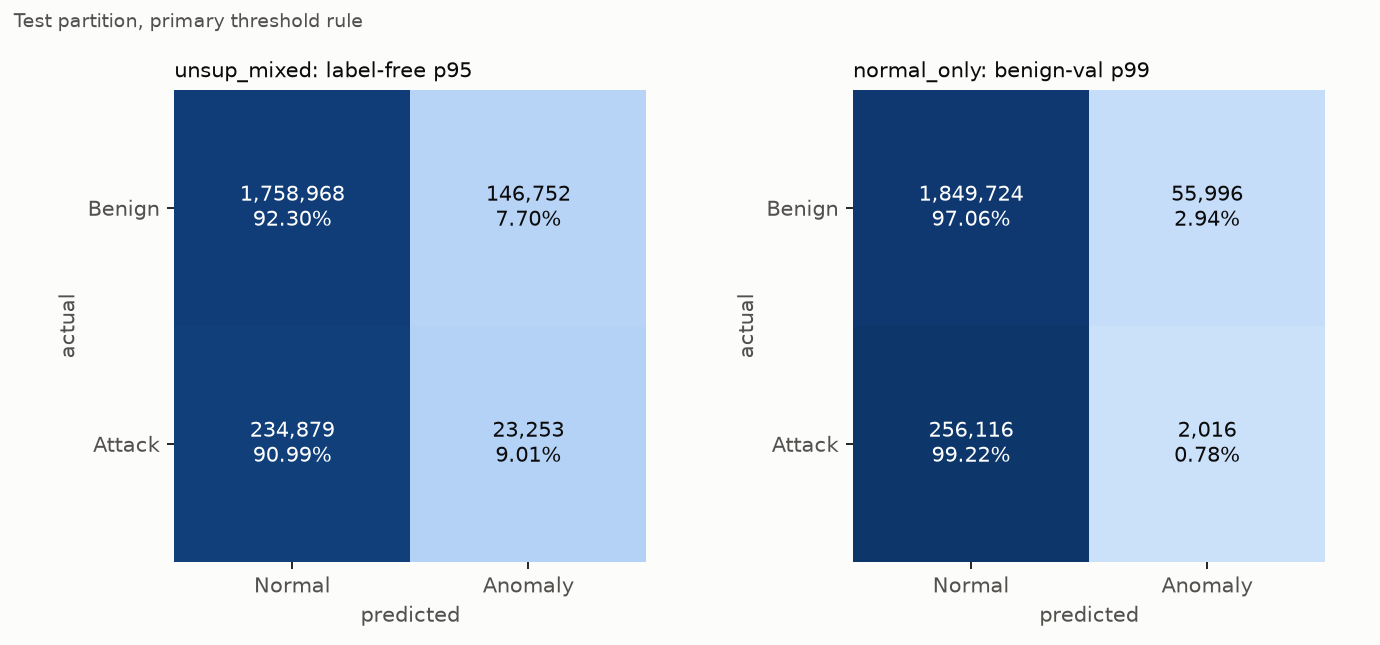 Test partition, primary threshold rule
unsup_mixed: label-free p95
Benign
1,758,968
92.30%
146,752
7.70%
actual
Attack
234,879
90.99%
23,253
9.01%
Normal
Anomaly
predicted
normal_only: benign-val p99
Benign
1,849,724
97.06%
55,996
2.94%
actual
Attack
256,116
99.22%
2,016
0.78%
Normal
Anomaly
predicted